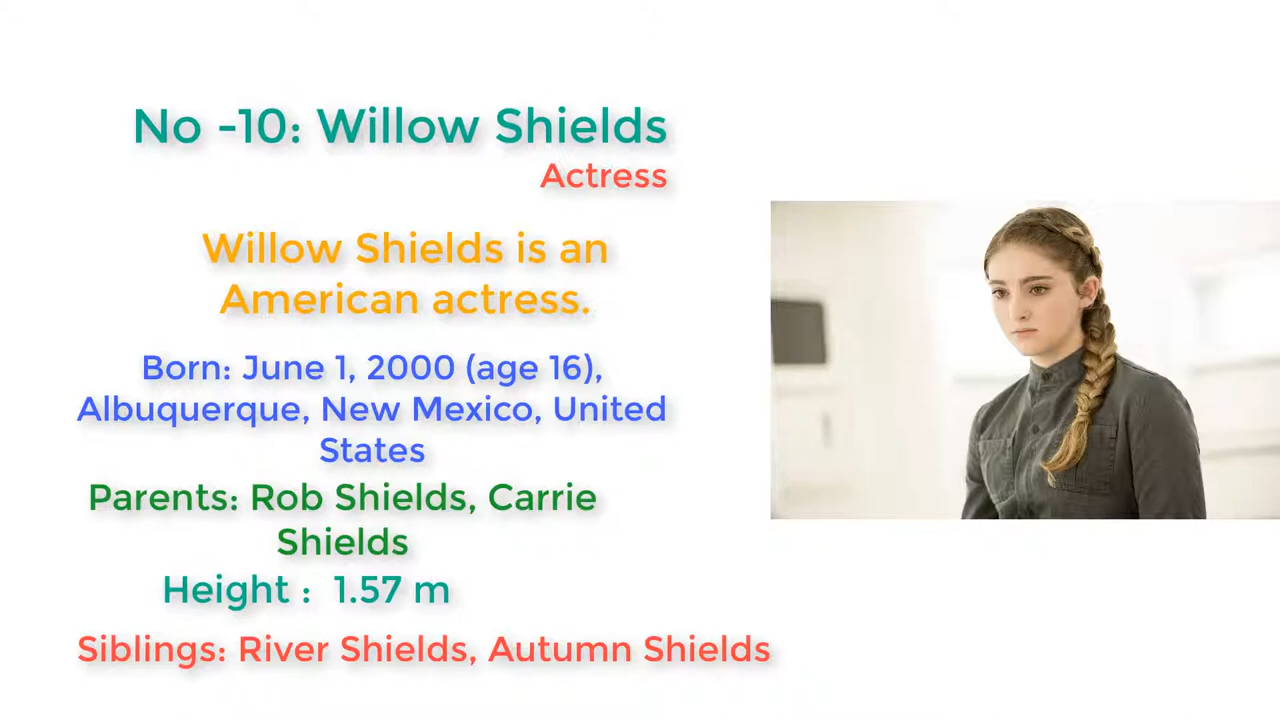 No -10: Willow Shields
Actress
Willow Shields is an
American actress.
Born: June 1, 2000 (age 16),
Albuquerque, New Mexico, United
States
Parents: Rob Shields, Carrie
Shields
Height :  1.57 m
Siblings: River Shields, Autumn Shields